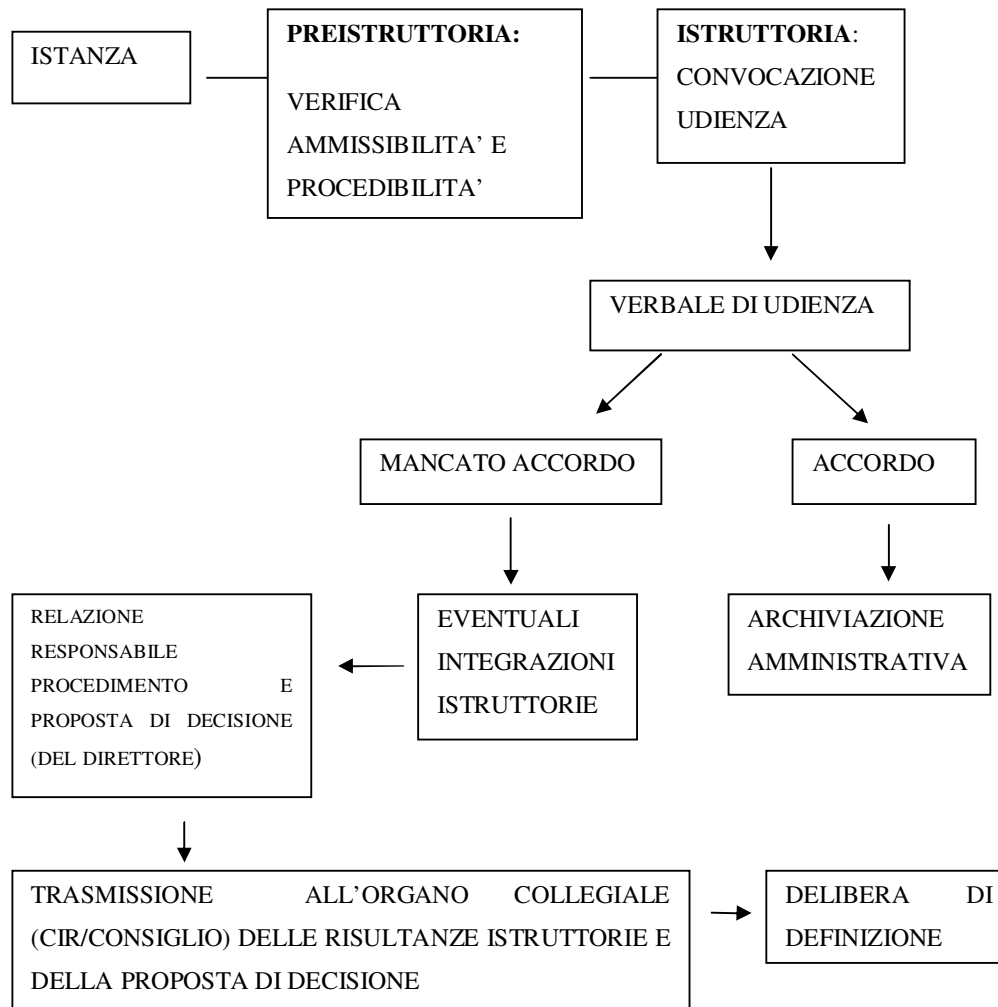 ISTANZA
PREISTRUTTORIA:
VERIFICA
AMMISSIBILITA’ E
PROCEDIBILITA’
ISTRUTTORIA:
CONVOCAZIONE
UDIENZA
VERBALE DI UDIENZA
MANCATO ACCORDO
ACCORDO
RELAZIONE
RESPONSABILE
PROCEDIMENTO E
PROPOSTA DI DECISIONE
(DEL DIRETTORE)
EVENTUALI
INTEGRAZIONI
ISTRUTTORIE
ARCHIVIAZIONE
AMMINISTRATIVA
TRASMISSIONE ALL’ORGANO COLLEGIALE
(CIR/CONSIGLIO) DELLE RISULTANZE ISTRUTTORIE E
DELLA PROPOSTA DI DECISIONE
DELIBERA DI
DEFINIZIONE